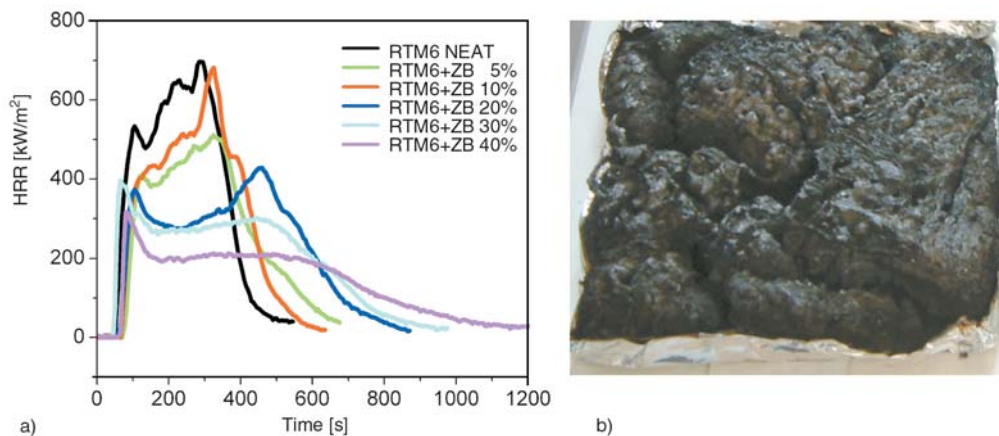 800
600
400
200
0
HRR [kW/m²]
RTM6 NEAT
RTM6+ZB 5%
RTM6+ZB 10%
RTM6+ZB 20%
RTM6+ZB 30%
RTM6+ZB 40%
0 200 400 600 800 1000 1200
Time [s]
a)
b)